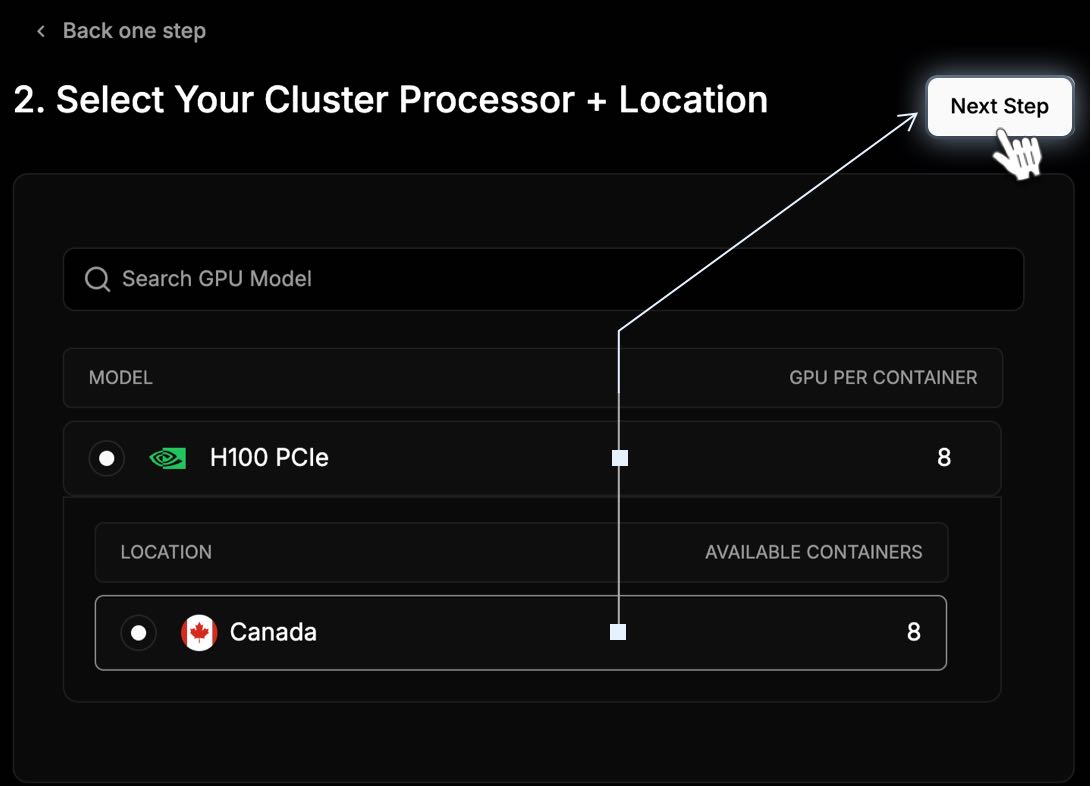 Back one step
2. Select Your Cluster Processor + Location
Next Step
Search GPU Model
MODEL
GPU PER CONTAINER
H100 PCIe
8
LOCATION
AVAILABLE CONTAINERS
Canada
8